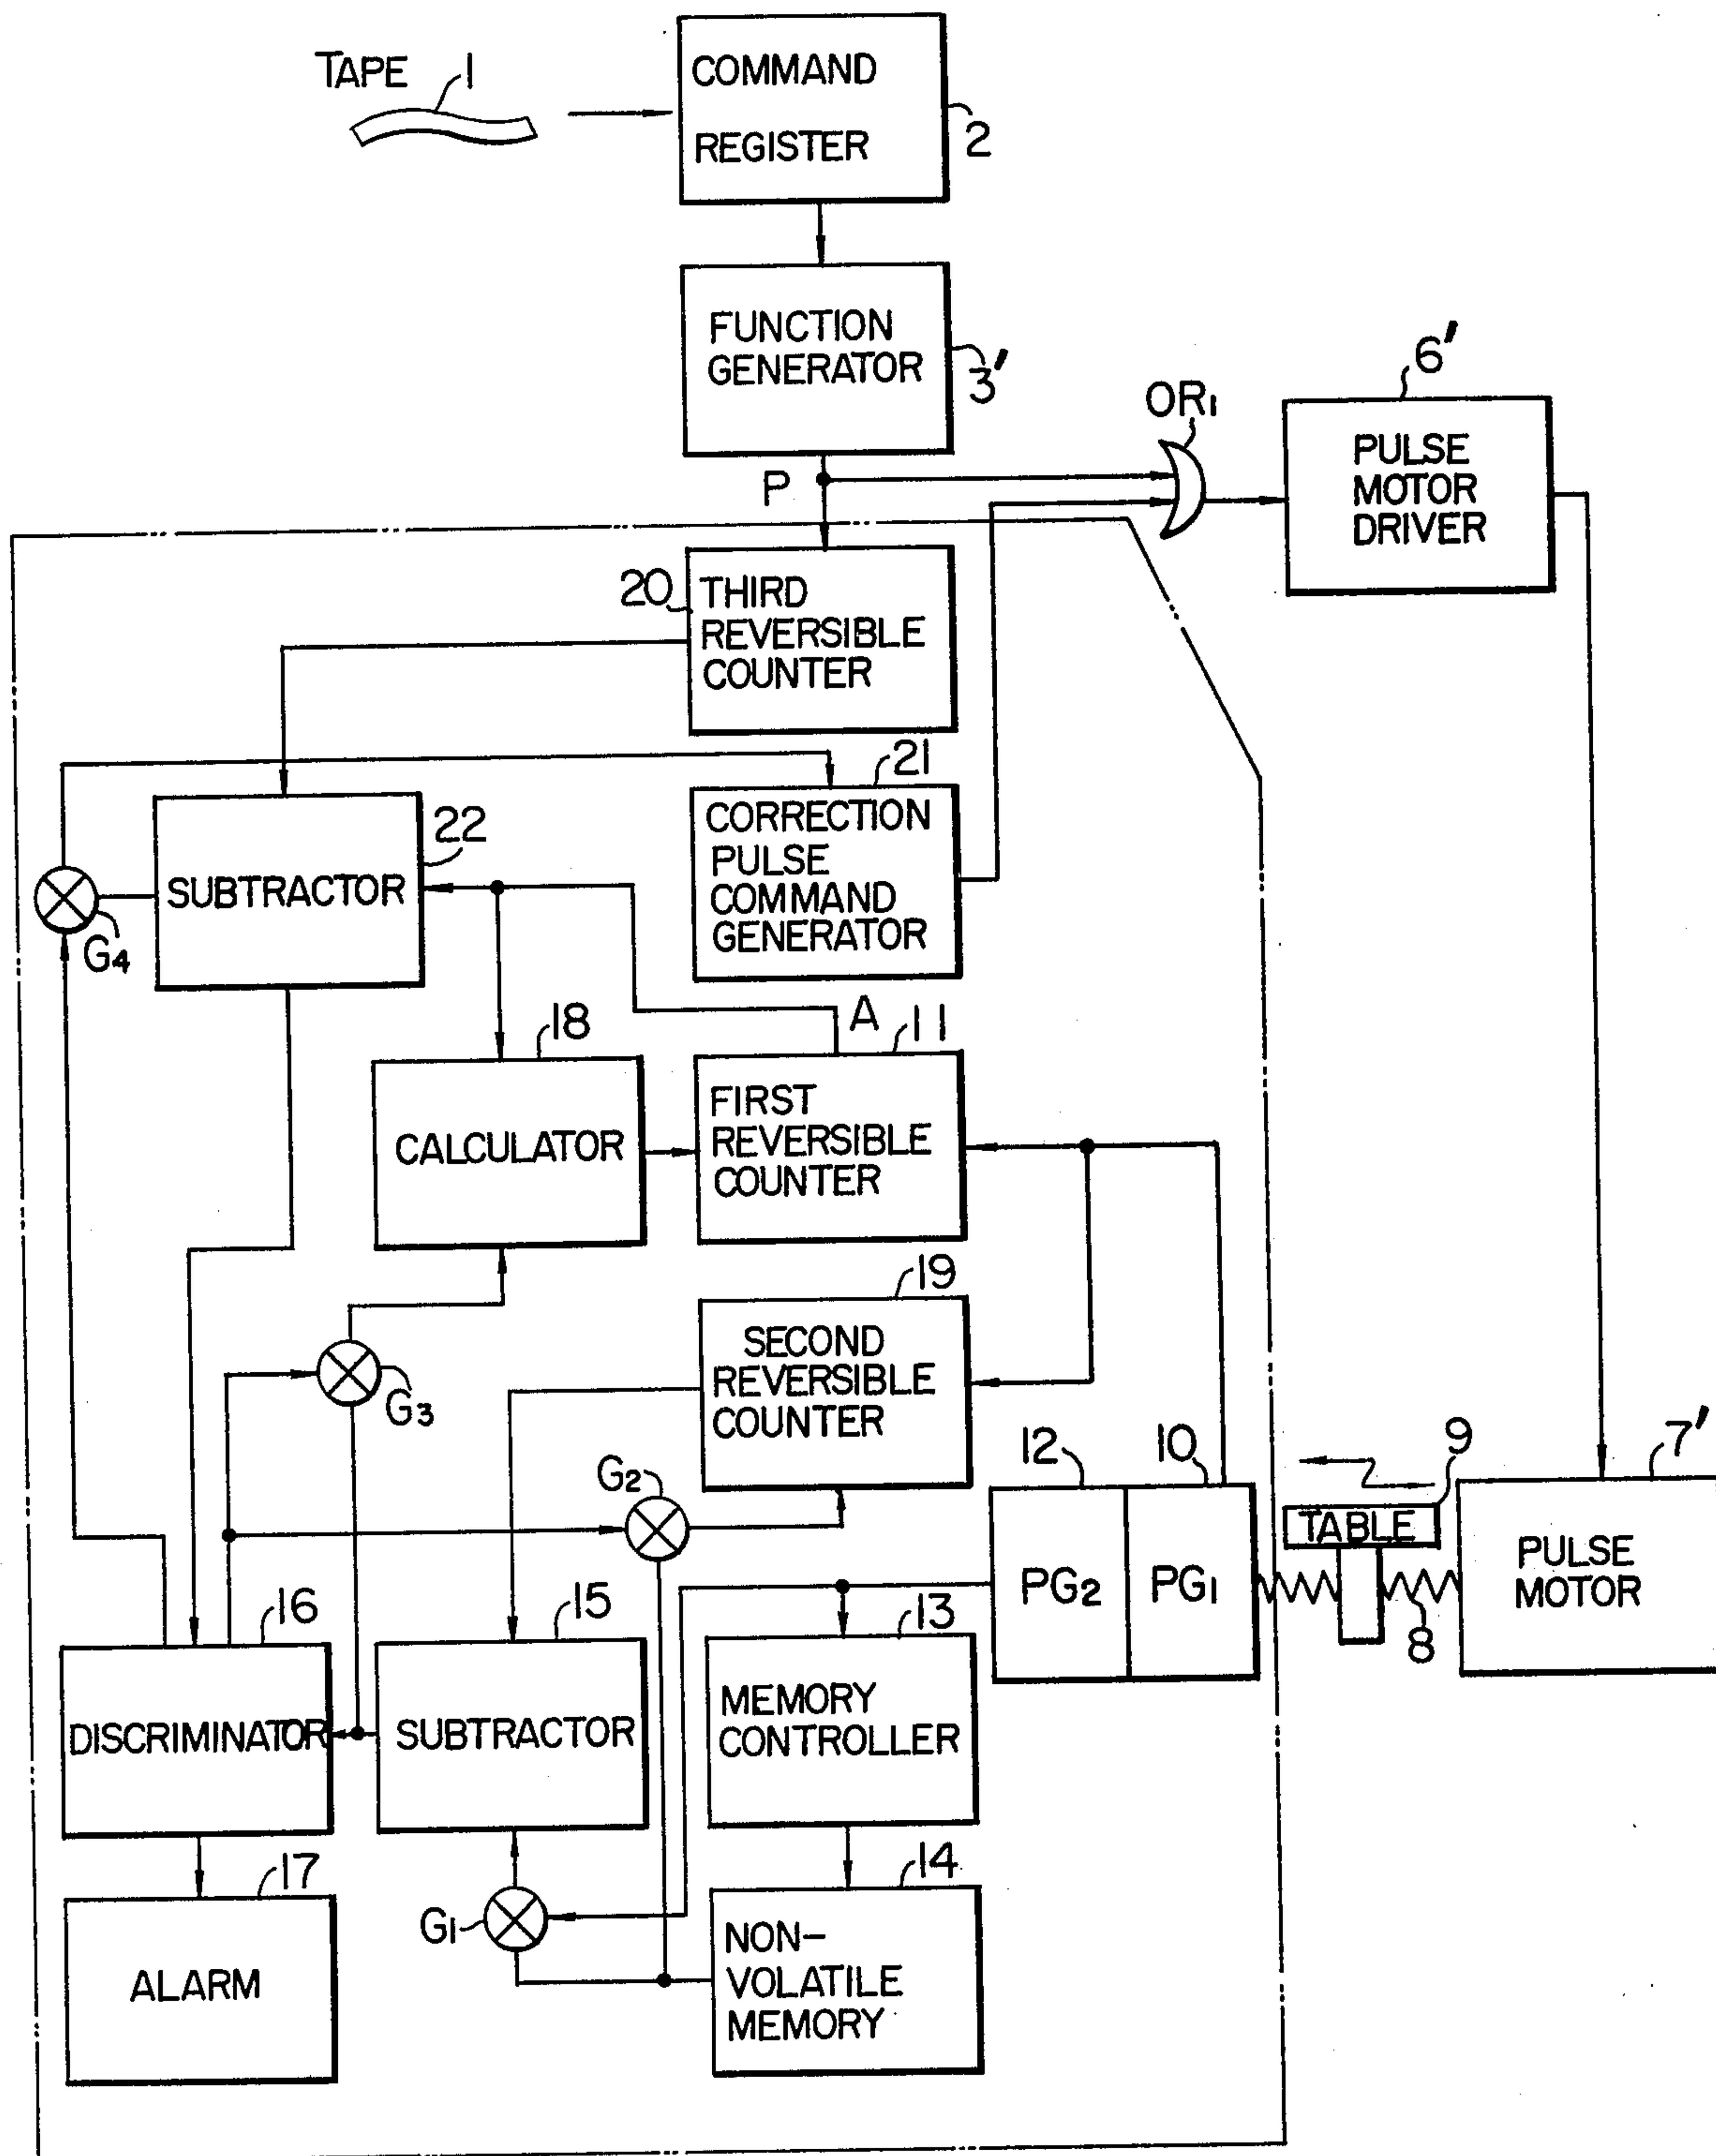 TAPE
1
COMMAND
REGISTER
2
FUNCTION
GENERATOR
3'
P
OR1
6'
PULSE
MOTOR
DRIVER
20
THIRD
REVERSIBLE
COUNTER
21
CORRECTION
PULSE
COMMAND
GENERATOR
22
SUBTRACTOR
G4
A
18
CALCULATOR
11
FIRST
REVERSIBLE
COUNTER
19
SECOND
REVERSIBLE
COUNTER
G3
G2
12
10
PG2
PG1
9
TABLE
8
7'
PULSE
MOTOR
16
DISCRIMINATOR
15
SUBTRACTOR
13
MEMORY
CONTROLLER
17
ALARM
G1
14
NON-
VOLATILE
MEMORY